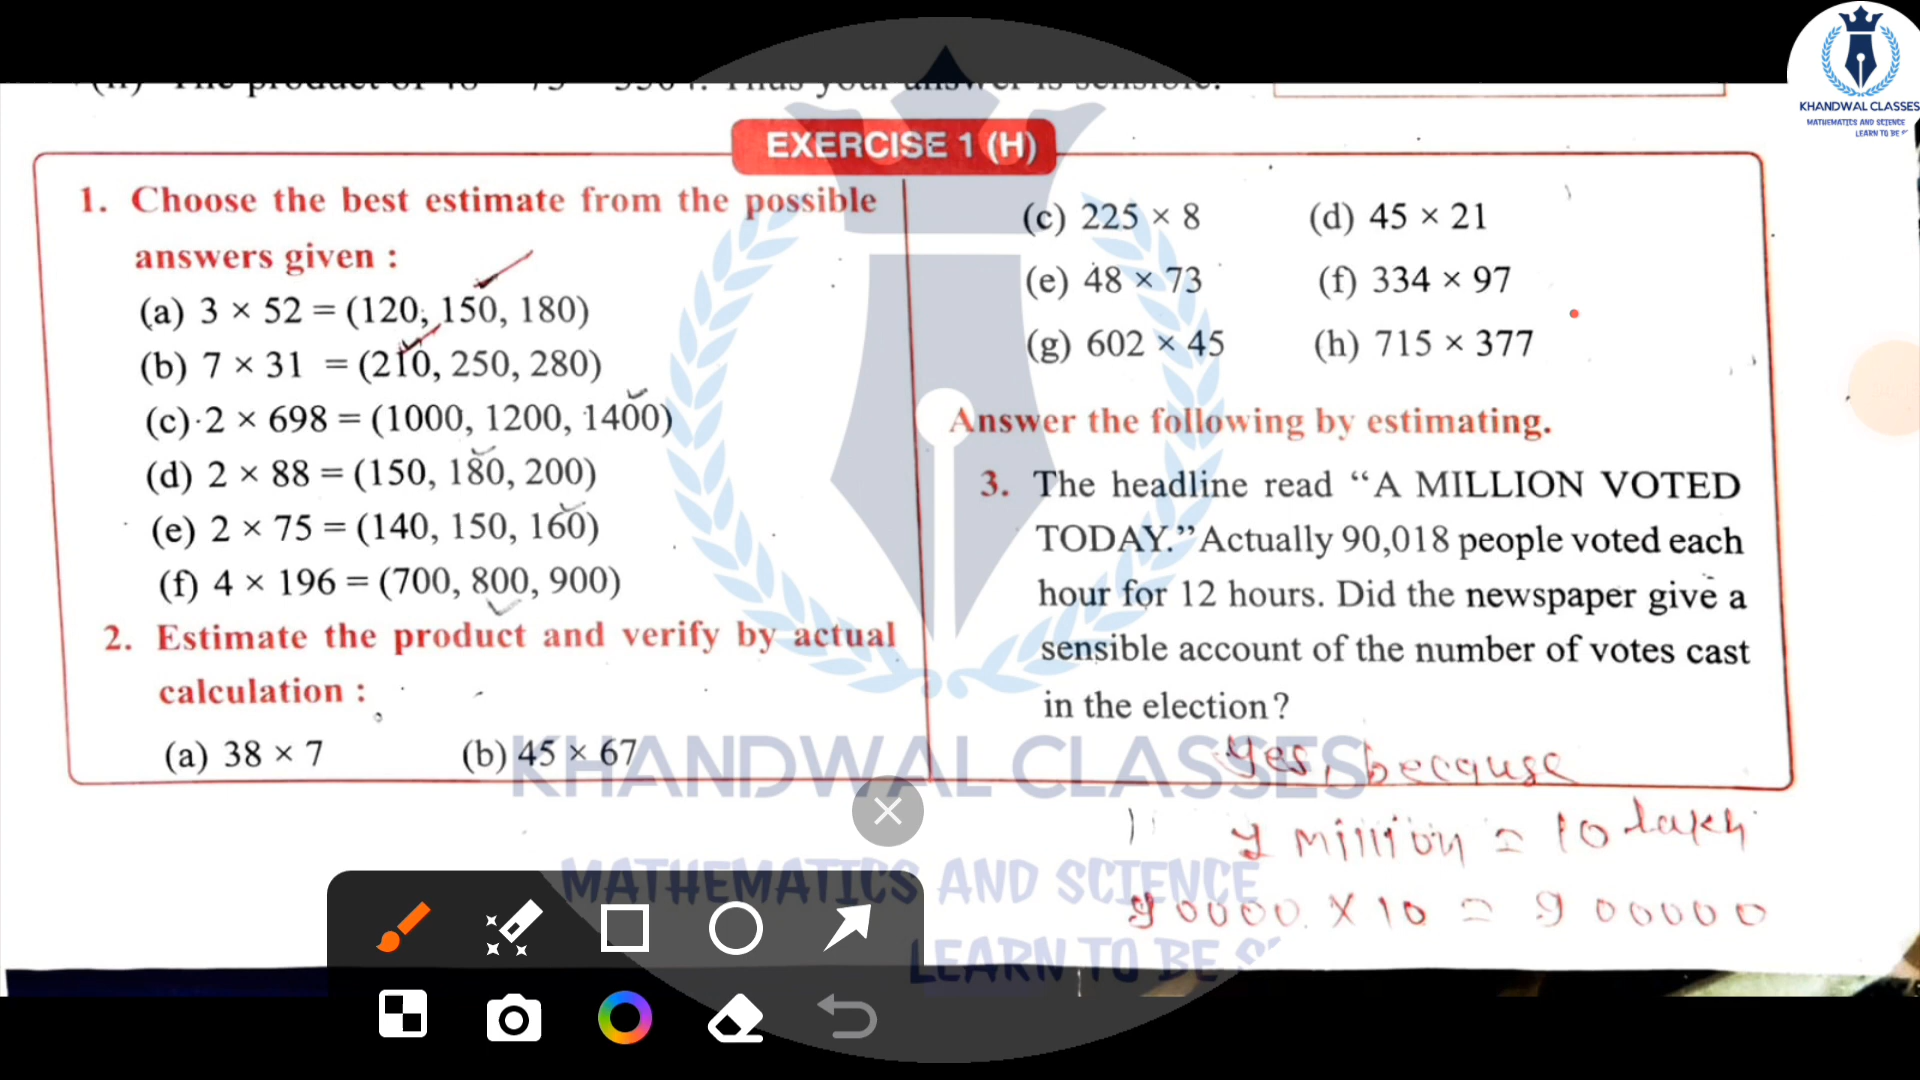 KHANDWAL CLASSES
MATHEMATICS AND SCIENCE
LEARN TO BE
EXERCISE 1 (H)
1. Choose the best estimate from the possible
answers given :
(a) 3 × 52 = (120, 150, 180)
(b) 7 × 31 = (210, 250, 280)
(c) 2 × 698 = (1000, 1200, 1400)
(d) 2 × 88 = (150, 180, 200)
(e) 2 × 75 = (140, 150, 160)
(f) 4 × 196 = (700, 800, 900)
2. Estimate the product and verify by actual
calculation :
(a) 38 × 7 (b) 45 × 67
(c) 225 × 8 (d) 45 × 21
(e) 48 × 73 (f) 334 × 97
(g) 602 × 45 (h) 715 × 377
Answer the following by estimating.
3. The headline read “A MILLION VOTED
TODAY.” Actually 90,018 people voted each
hour for 12 hours. Did the newspaper give a
sensible account of the number of votes cast
in the election?
Yes, because
1 million = 10 lakh
90000 × 10 = 900000
KHANDWAL CLASSES
MATHEMATICS AND SCIENCE
LEARN TO BE